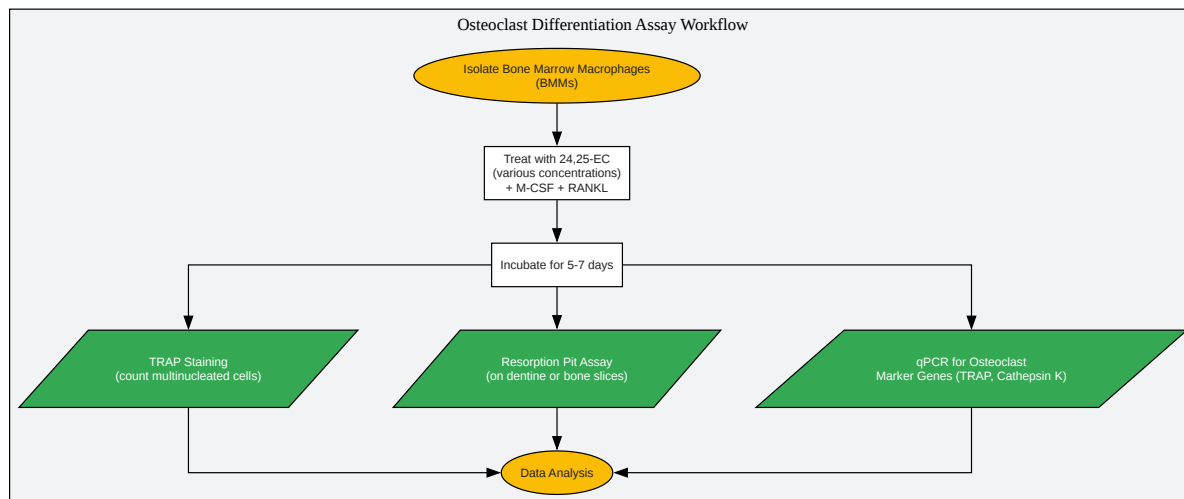 Osteoclast Differentiation Assay Workflow
Isolate Bone Marrow Macrophages
(BMMs)
Treat with 24,25-EC
(various concentrations)
+ M-CSF + RANKL
Incubate for 5-7 days
TRAP Staining
(count multinucleated cells)
Resorption Pit Assay
(on dentine or bone slices)
qPCR for Osteoclast
Marker Genes (TRAP, Cathepsin K)
Data Analysis